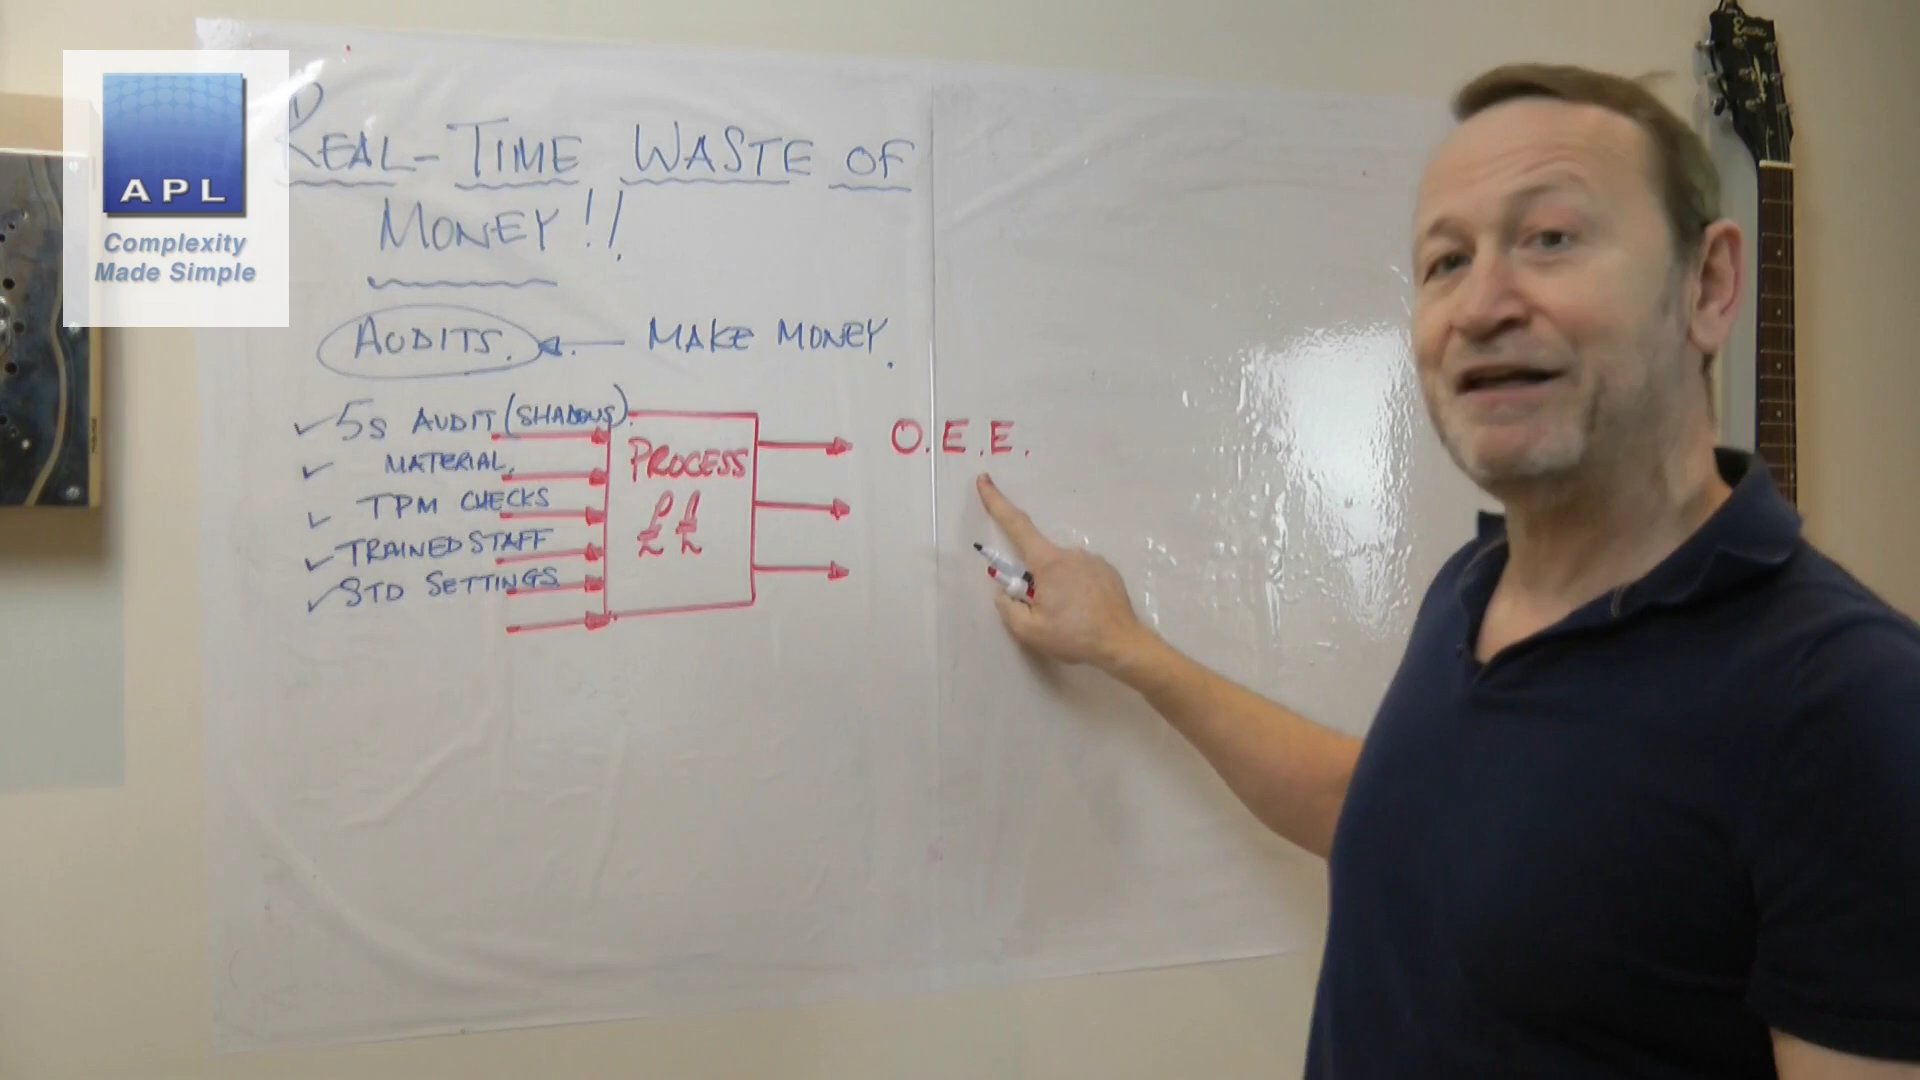 APL
Complexity
Made Simple
REAL-TIME WASTE OF
MONEY!!
AUDITS. MAKE MONEY.
5S AUDIT (SHADOWS).
MATERIAL,
TPM CHECKS
TRAINED STAFF
STD SETTINGS
PROCESS
££
O.E.E.